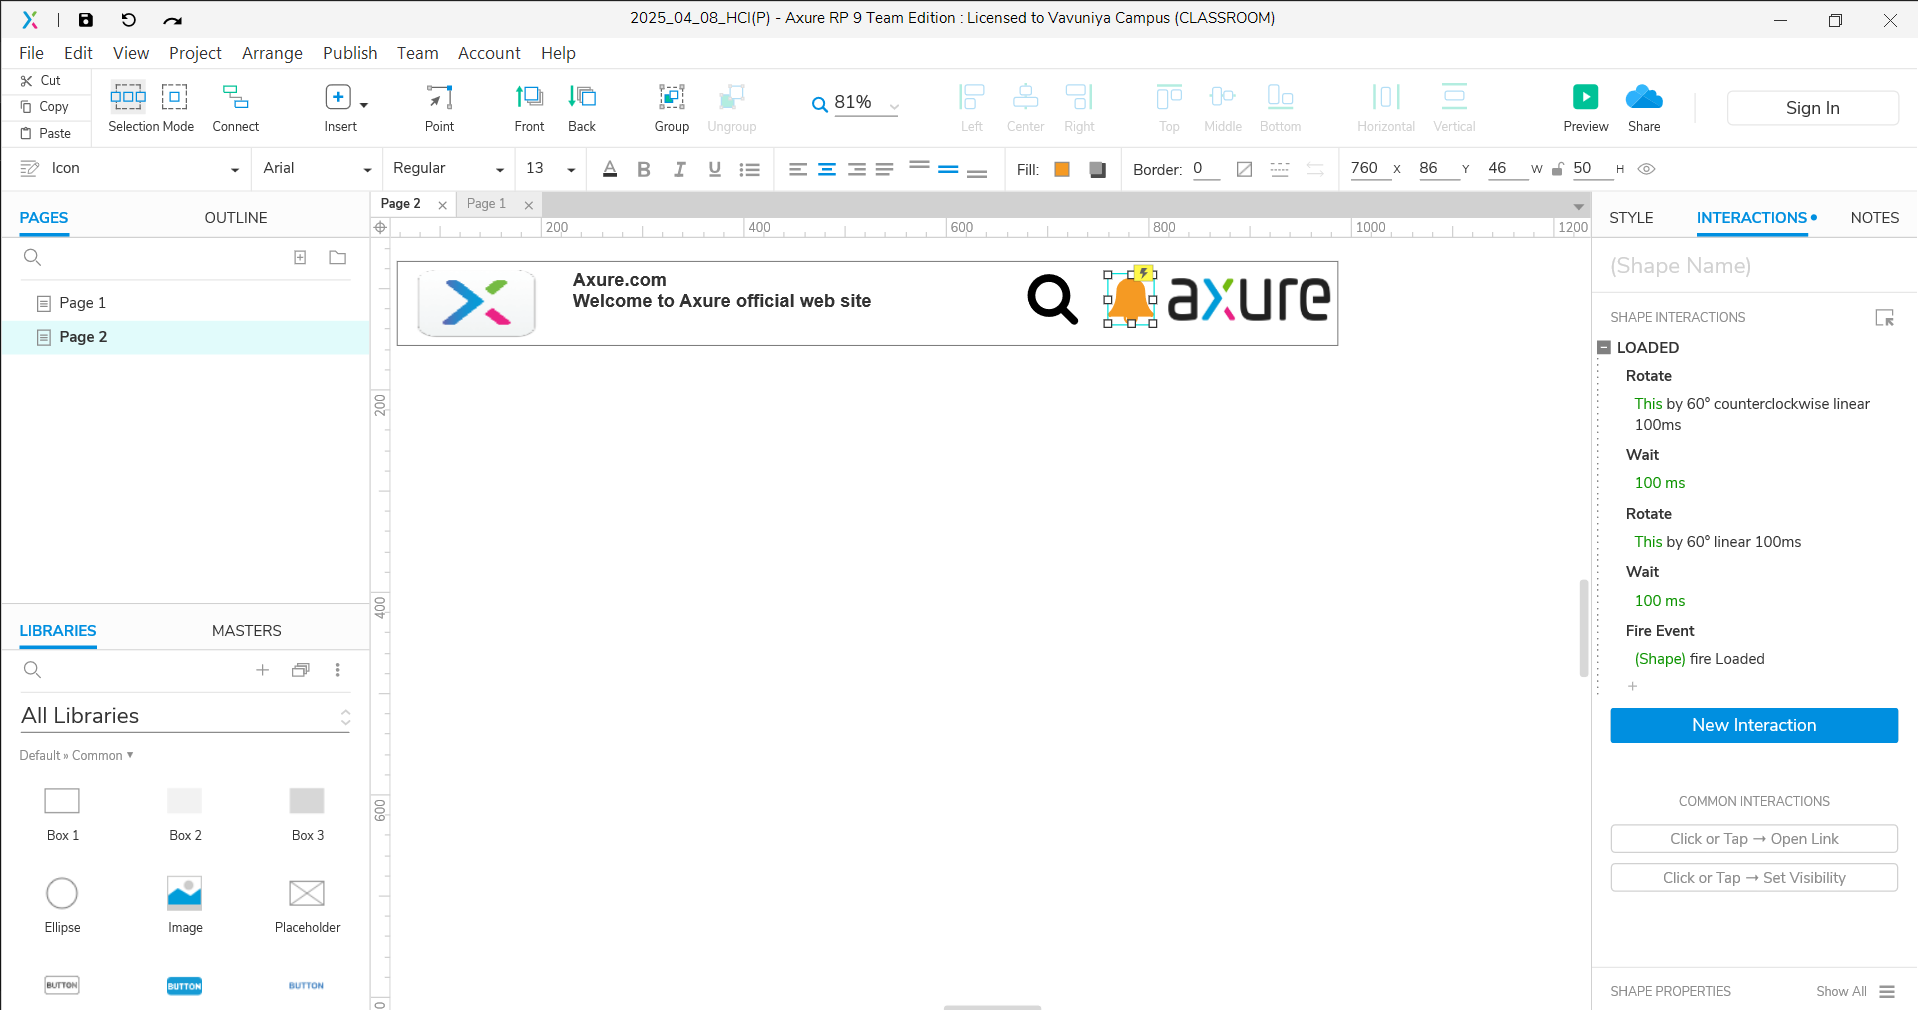 2025_04_08_HCI(P) - Axure RP 9 Team Edition : Licensed to Vavuniya Campus (CLASSROOM)
File Edit View Project Arrange Publish Team Account Help
Cut
Copy
Paste
Selection Mode
Connect
Insert
Point
Front
Back
Group
Ungroup
81%
Left
Center
Right
Top
Middle
Bottom
Horizontal
Vertical
Preview
Share
Sign In
Icon
Arial
Regular
13
Fill:
Border: 0
760 X 86 Y 46 W 50 H
PAGES OUTLINE
Page 1
Page 2
Page 2
Page 1
200 400 600 800 1000 1200
200
400
600
Axure.com
Welcome to Axure official web site
axure
LIBRARIES MASTERS
All Libraries
Default » Common
Box 1 Box 2 Box 3
Ellipse Image Placeholder
BUTTON BUTTON BUTTON
STYLE INTERACTIONS NOTES
(Shape Name)
SHAPE INTERACTIONS
LOADED
Rotate
This by 60° counterclockwise linear
100ms
Wait
100 ms
Rotate
This by 60° linear 100ms
Wait
100 ms
Fire Event
(Shape) fire Loaded
New Interaction
COMMON INTERACTIONS
Click or Tap → Open Link
Click or Tap → Set Visibility
SHAPE PROPERTIES Show All